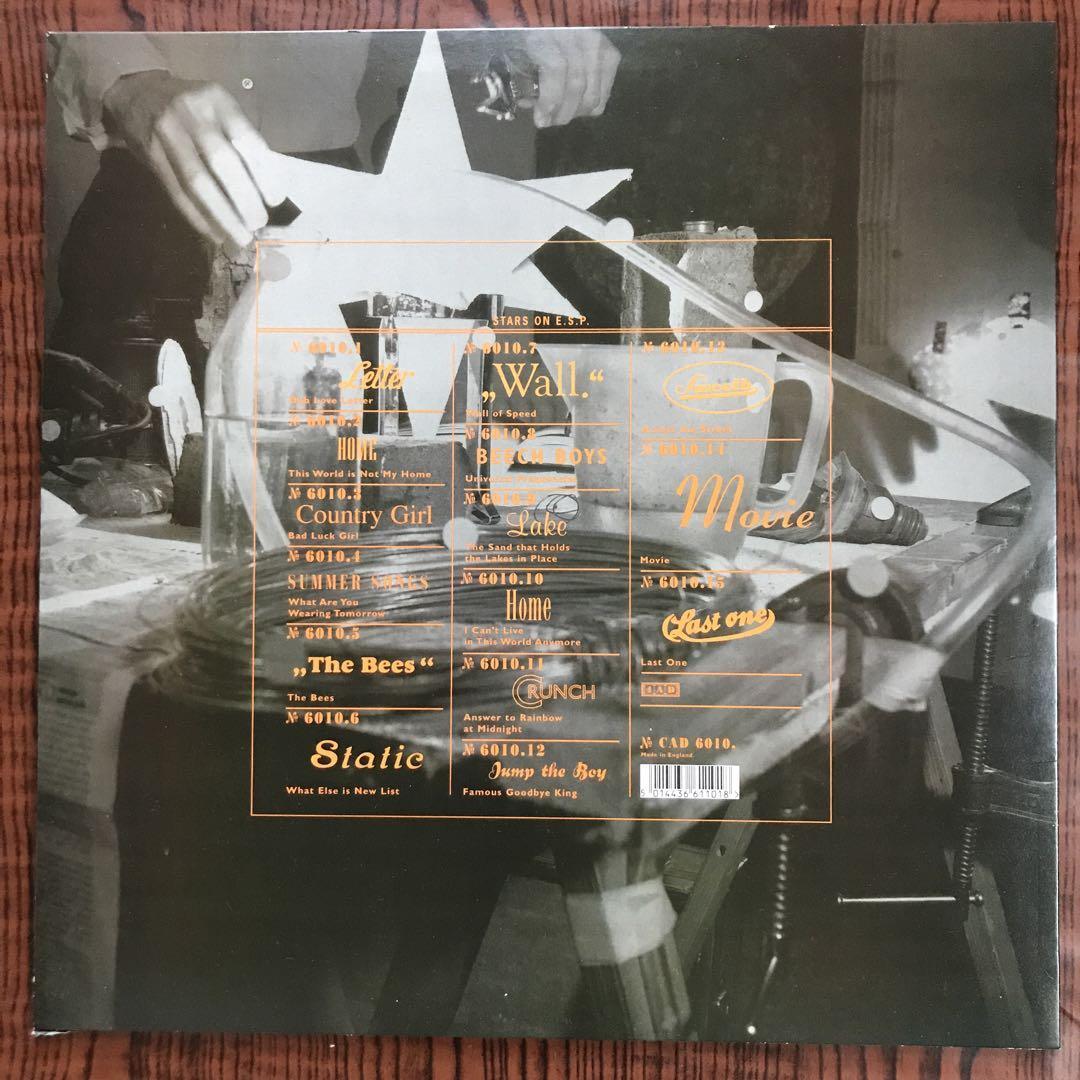 STARS ON E.S.P.
№ 6010.1
Letter
Dub Love Letter
№ 6010.2
HOME
This World is Not My Home
№ 6010.3
Country Girl
Bad Luck Girl
№ 6010.4
SUMMER SONGS
What Are You
Wearing Tomorrow
№ 6010.5
„The Bees“
The Bees
№ 6010.6
Static
What Else is New List
№ 6010.7
„Wall.“
Wall of Speed
№ 6010.8
BEECH BOYS
№ 6010.9
Lake
The Sand that Holds
the Lakes in Place
№ 6010.10
Home
I Can't Live
in This World Anymore
№ 6010.11
CRUNCH
Answer to Rainbow
at Midnight
№ 6010.12
Jump the Boy
Famous Goodbye King
№ 6010.13
№ 6010.14
Movie
Movie
№ 6010.15
Last one
Last One
4AD
№ CAD 6010.
Made in England.
5 014436 611018 >